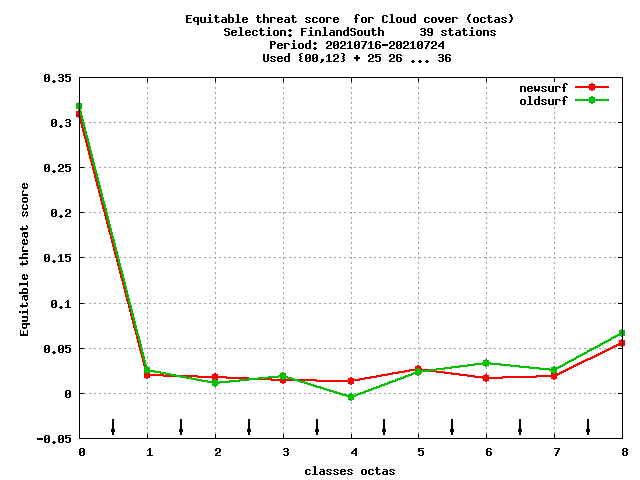 Equitable threat score  for Cloud cover (octas)
Selection: FinlandSouth     39 stations
Period: 20210716-20210724
Used {00,12} + 25 26 ... 36
newsurf
oldsurf
0.35
0.3
0.25
0.2
0.15
0.1
0.05
0
-0.05
Equitable threat score
0 1 2 3 4 5 6 7 8
classes octas